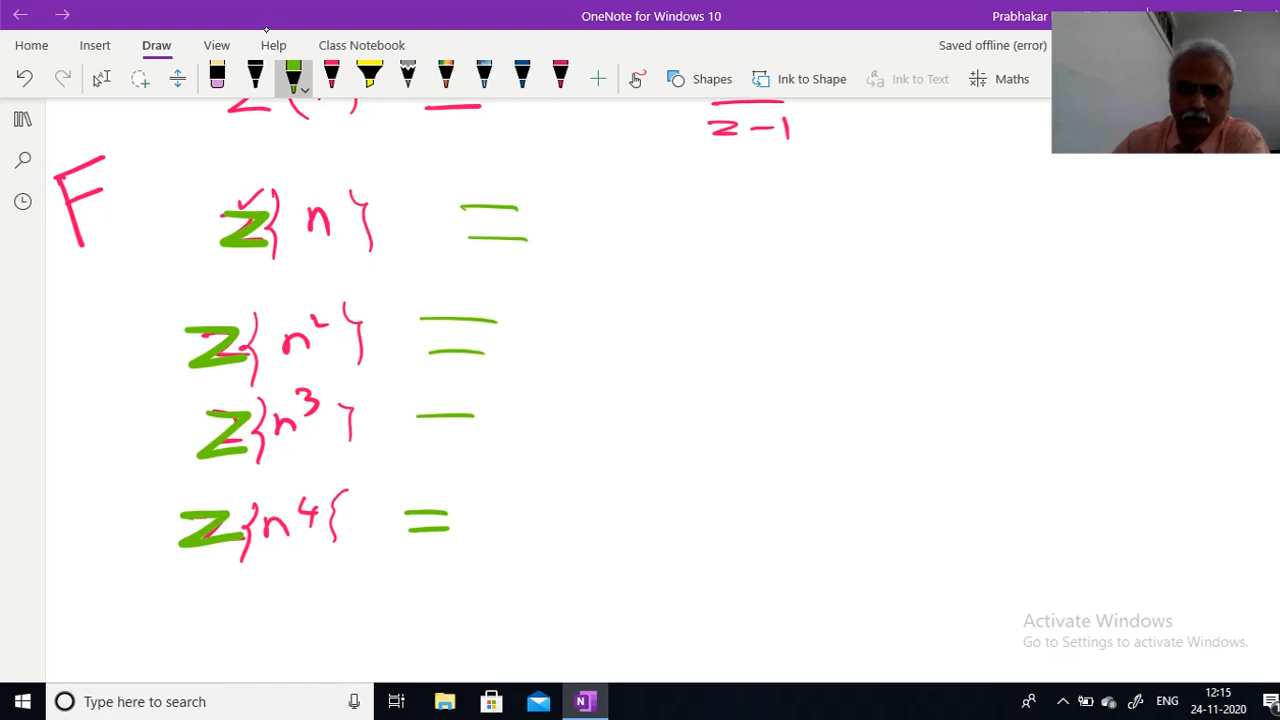 OneNote for Windows 10
Prabhakar
Home Insert Draw View Help Class Notebook
Saved offline (error)
Shapes Ink to Shape Ink to Text Maths
z-1
F
Z{n} =
Z{n²} =
Z{n³} =
Z{n⁴{ =
Activate Windows
Go to Settings to activate Windows.
Type here to search
ENG
12:15
24-11-2020